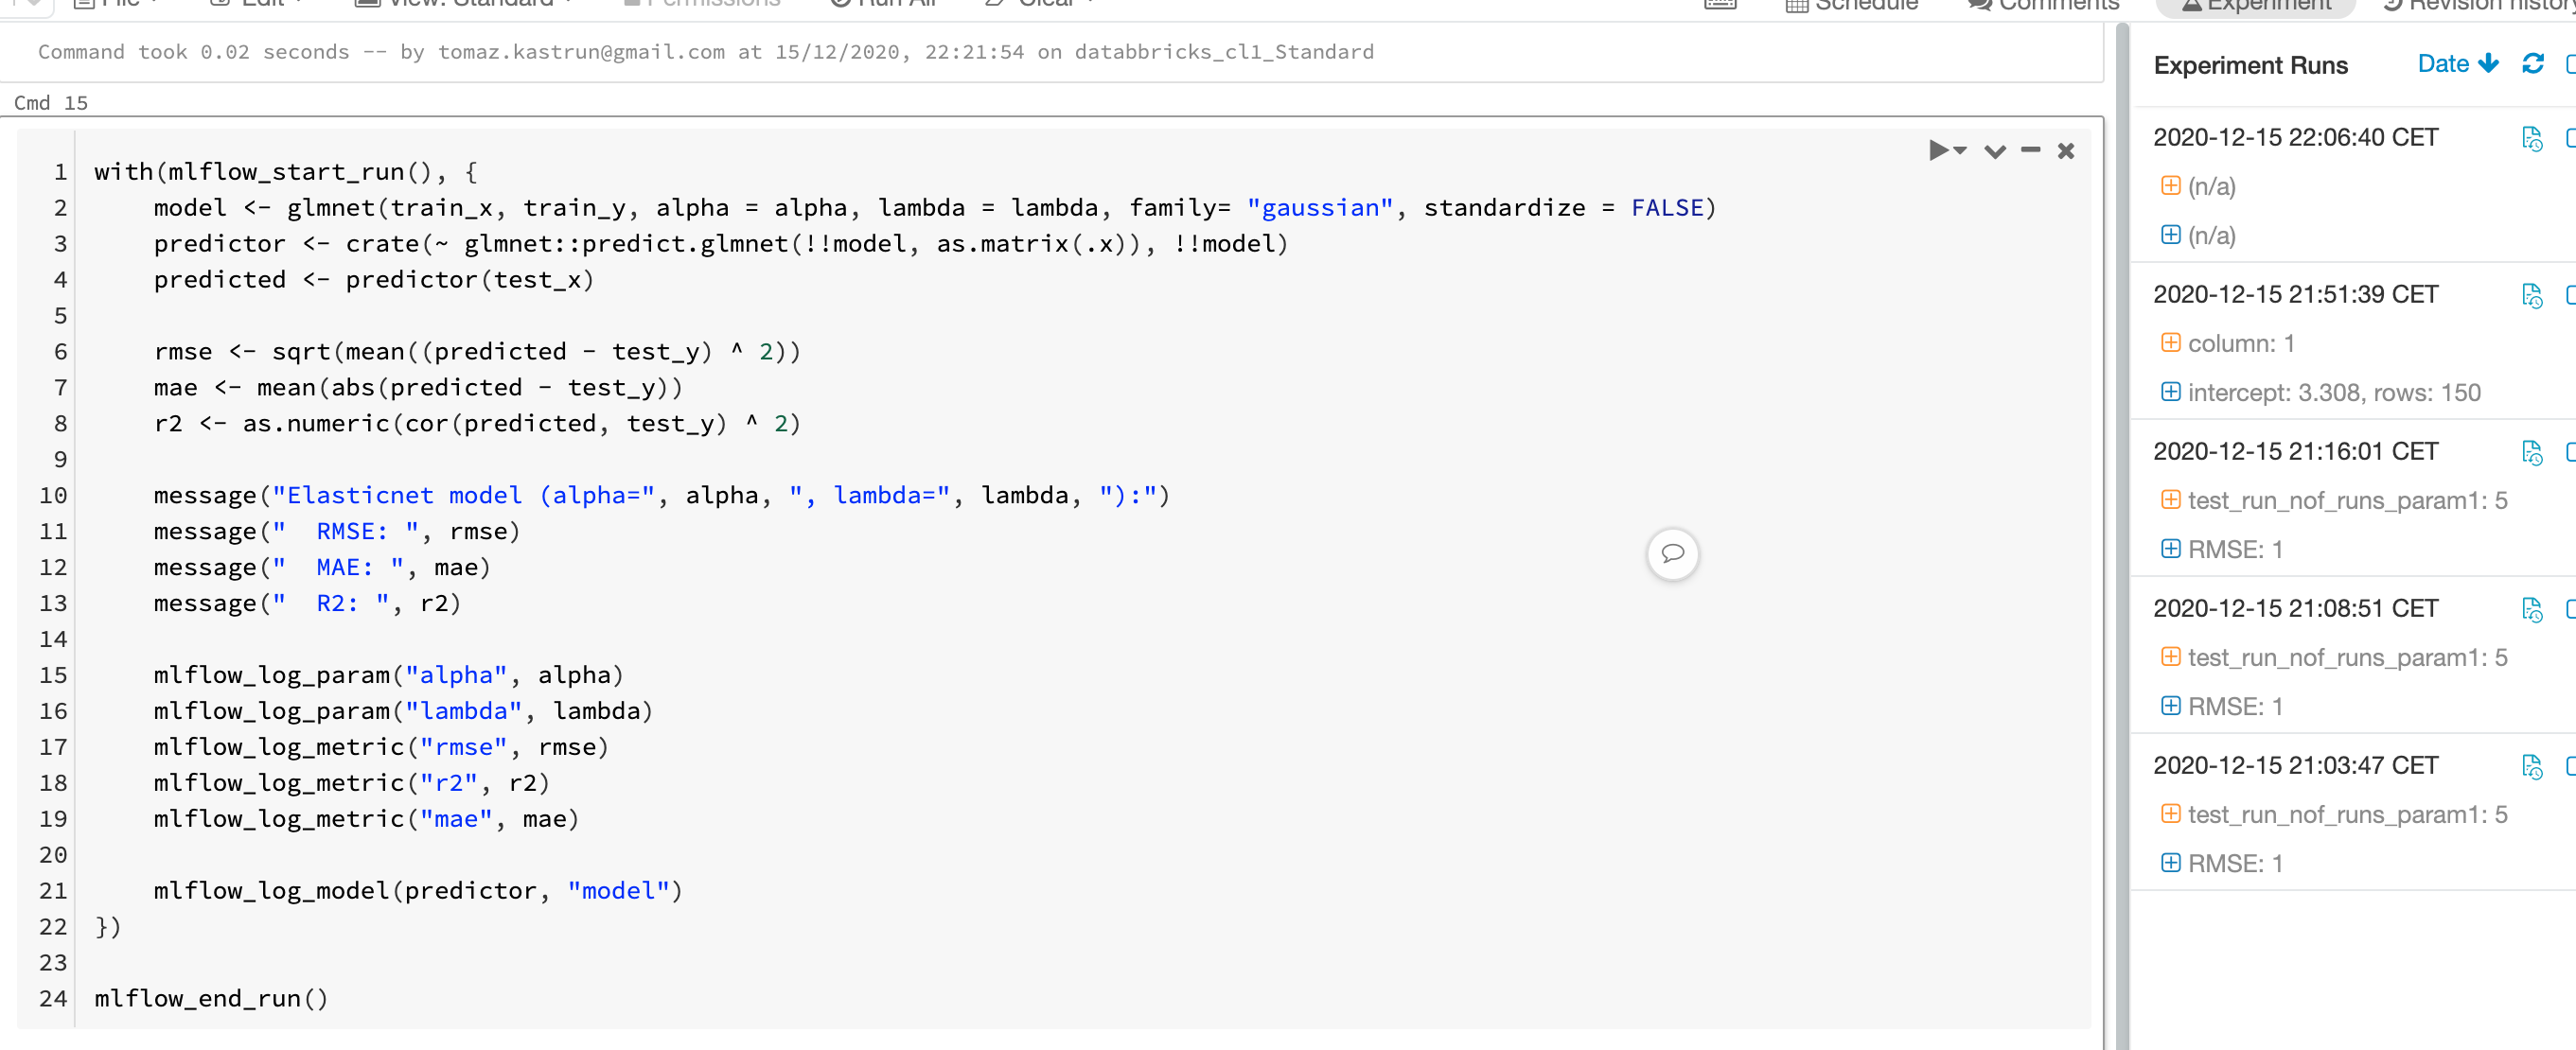 File Edit View: Standard Permissions Run All Clear Schedule Comments Experiment Revision history
Command took 0.02 seconds -- by tomaz.kastrun@gmail.com at 15/12/2020, 22:21:54 on databbricks_cl1_Standard
Cmd 15
1 with(mlflow_start_run(), {
2     model <- glmnet(train_x, train_y, alpha = alpha, lambda = lambda, family= "gaussian", standardize = FALSE)
3     predictor <- crate(~ glmnet::predict.glmnet(!!model, as.matrix(.x)), !!model)
4     predicted <- predictor(test_x)
5
6     rmse <- sqrt(mean((predicted - test_y) ^ 2))
7     mae <- mean(abs(predicted - test_y))
8     r2 <- as.numeric(cor(predicted, test_y) ^ 2)
9
10     message("Elasticnet model (alpha=", alpha, ", lambda=", lambda, "):")
11     message("  RMSE: ", rmse)
12     message("  MAE: ", mae)
13     message("  R2: ", r2)
14
15     mlflow_log_param("alpha", alpha)
16     mlflow_log_param("lambda", lambda)
17     mlflow_log_metric("rmse", rmse)
18     mlflow_log_metric("r2", r2)
19     mlflow_log_metric("mae", mae)
20
21     mlflow_log_model(predictor, "model")
22 })
23
24 mlflow_end_run()
Experiment Runs Date
2020-12-15 22:06:40 CET
(n/a)
(n/a)
2020-12-15 21:51:39 CET
column: 1
intercept: 3.308, rows: 150
2020-12-15 21:16:01 CET
test_run_nof_runs_param1: 5
RMSE: 1
2020-12-15 21:08:51 CET
test_run_nof_runs_param1: 5
RMSE: 1
2020-12-15 21:03:47 CET
test_run_nof_runs_param1: 5
RMSE: 1